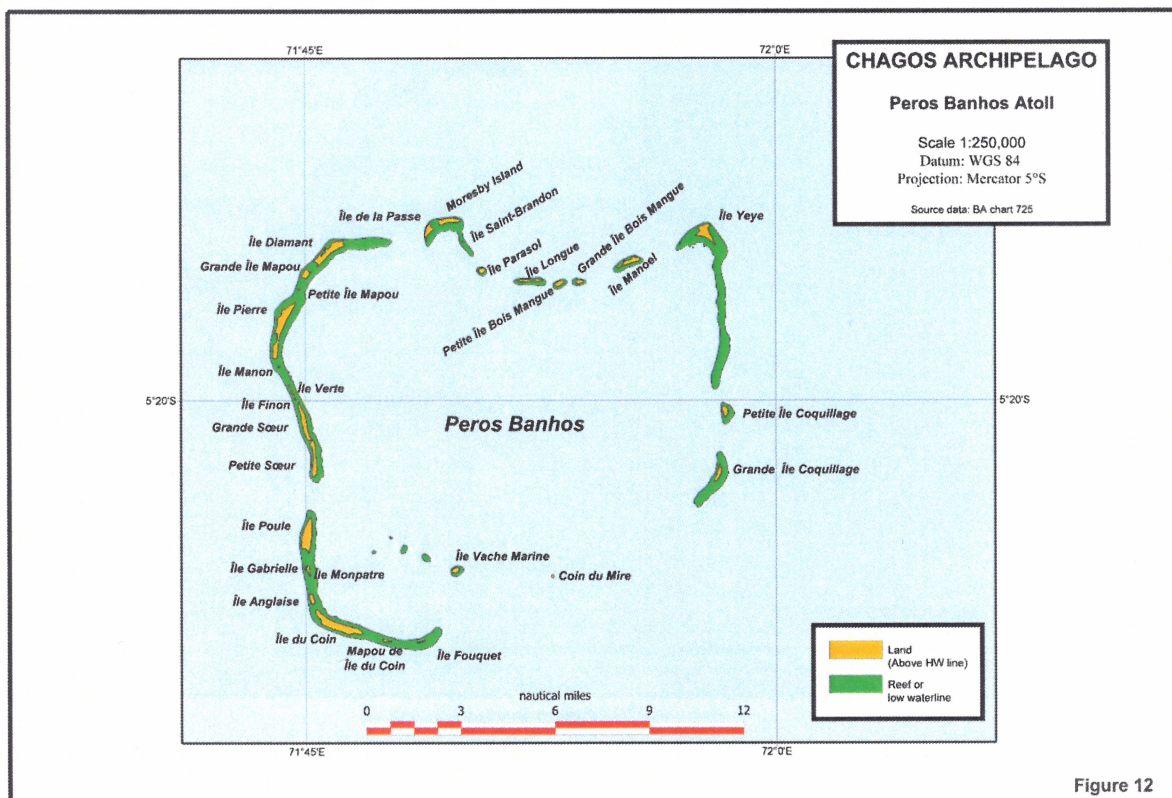 71°45'E
72°0'E
CHAGOS ARCHIPELAGO
Peros Banhos Atoll
Scale 1:250,000
Datum: WGS 84
Projection: Mercator 5°S
Source data: BA chart 725
Île de la Passe
Moresby Island
Île Saint-Brandon
Île Diamant
Grande Île Mapou
Petite Île Mapou
Île Pierre
Île Parasol
Île Longue
Grande Île Bois Mangue
Petite Île Bois Mangue
Île Manoel
Île Yeye
Île Manon
Île Verte
5°20'S
5°20'S
Île Finon
Grande Sœur
Petite Sœur
Peros Banhos
Petite Île Coquillage
Grande Île Coquillage
Île Poule
Île Gabrielle
Île Monpatre
Île Vache Marine
Coin du Mire
Île Anglaise
Île du Coin
Mapou de
Île du Coin
Île Fouquet
Land
(Above HW line)
Reef or
low waterline
nautical miles
0 3 6 9 12
71°45'E
72°0'E
Figure 12